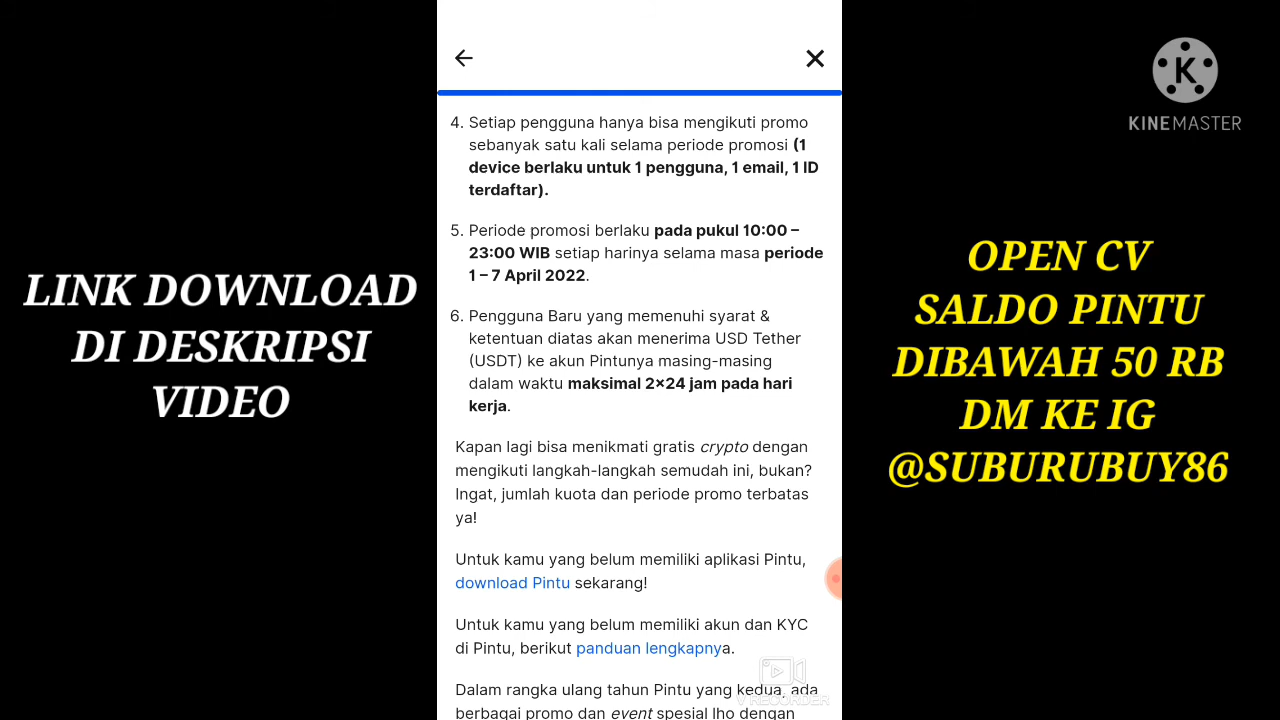 LINK DOWNLOAD
DI DESKRIPSI
VIDEO
4. Setiap pengguna hanya bisa mengikuti promo
sebanyak satu kali selama periode promosi (1
device berlaku untuk 1 pengguna, 1 email, 1 ID
terdaftar).
5. Periode promosi berlaku pada pukul 10:00 –
23:00 WIB setiap harinya selama masa periode
1 – 7 April 2022.
6. Pengguna Baru yang memenuhi syarat &
ketentuan diatas akan menerima USD Tether
(USDT) ke akun Pintunya masing-masing
dalam waktu maksimal 2×24 jam pada hari
kerja.
Kapan lagi bisa menikmati gratis crypto dengan
mengikuti langkah-langkah semudah ini, bukan?
Ingat, jumlah kuota dan periode promo terbatas
ya!
Untuk kamu yang belum memiliki aplikasi Pintu,
download Pintu sekarang!
Untuk kamu yang belum memiliki akun dan KYC
di Pintu, berikut panduan lengkapnya.
Dalam rangka ulang tahun Pintu yang kedua, ada
berbagai promo dan event spesial lho dengan
V RECORDER
K
KINEMASTER
OPEN CV
SALDO PINTU
DIBAWAH 50 RB
DM KE IG
@SUBURUBUY86